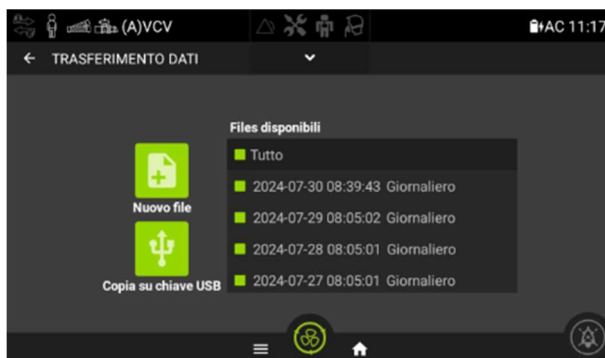 (A)VCV
AC 11:17
TRASFERIMENTO DATI
Files disponibili
Tutto
2024-07-30 08:39:43 Giornaliero
2024-07-29 08:05:02 Giornaliero
2024-07-28 08:05:01 Giornaliero
2024-07-27 08:05:01 Giornaliero
Nuovo file
Copia su chiave USB